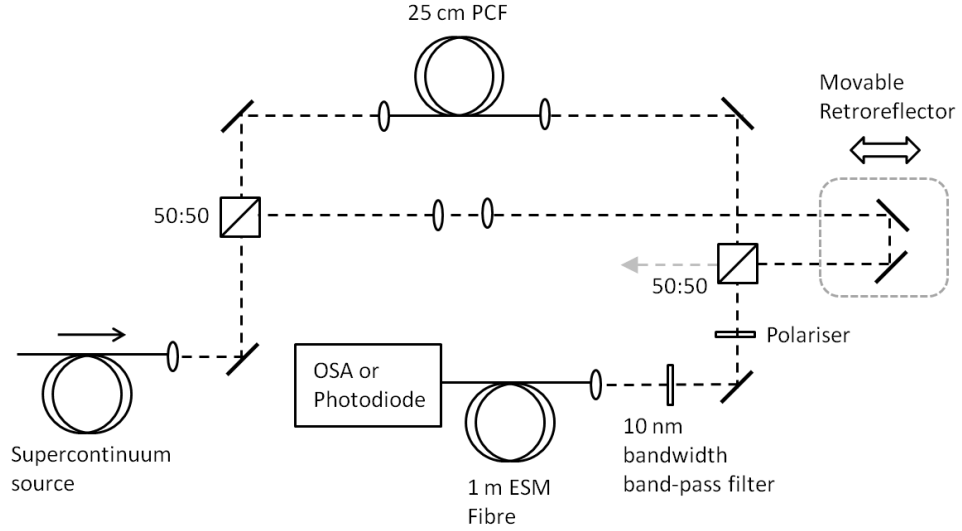 25 cm PCF
Movable
Retroreflector
50:50
50:50
Polariser
OSA or
Photodiode
Supercontinuum
source
1 m ESM
Fibre
10 nm
bandwidth
band-pass filter